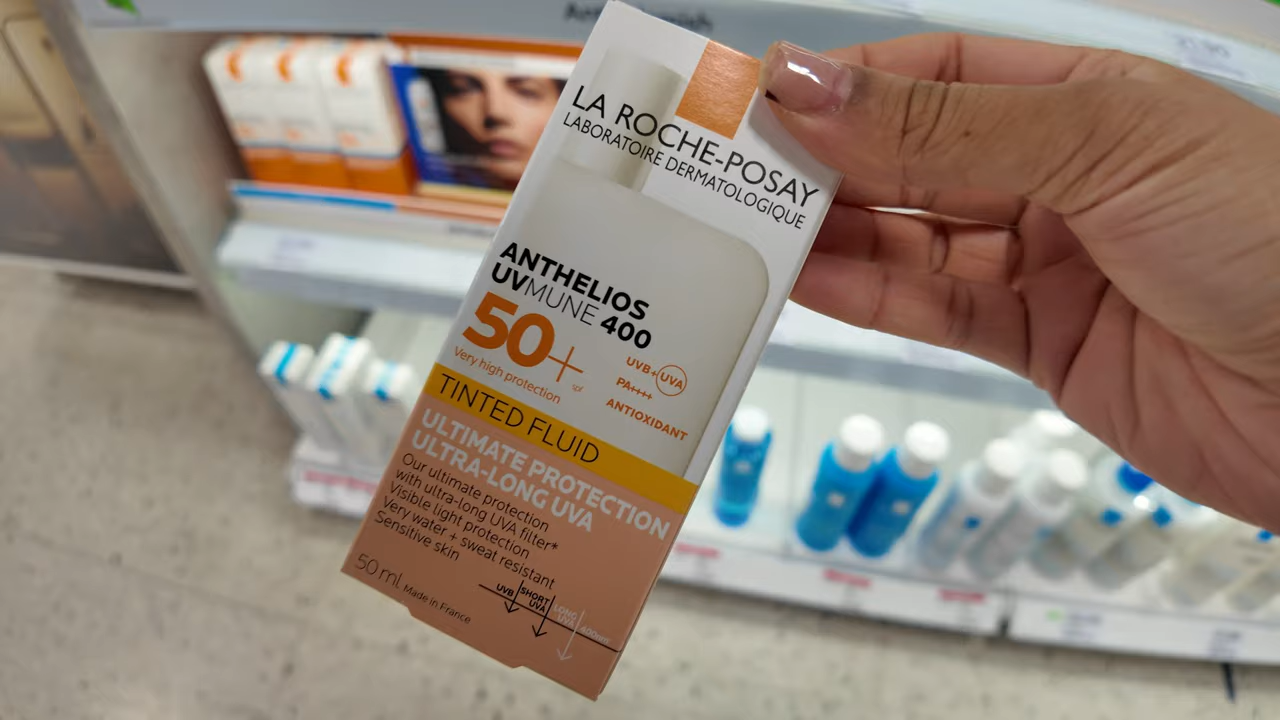 LA ROCHE-POSAY
LABORATOIRE DERMATOLOGIQUE
ANTHELIOS
UVMUNE 400
50+
Very high protection
spf
UVB+UVA
PA++++
ANTIOXIDANT
TINTED FLUID
ULTIMATE PROTECTION
ULTRA-LONG UVA
Our ultimate protection
with ultra-long UVA filter*
Visible light protection
Very water + sweat resistant
Sensitive skin
50 ml Made in France
UVB
SHORT
UVA
LONG
UVA
400nm